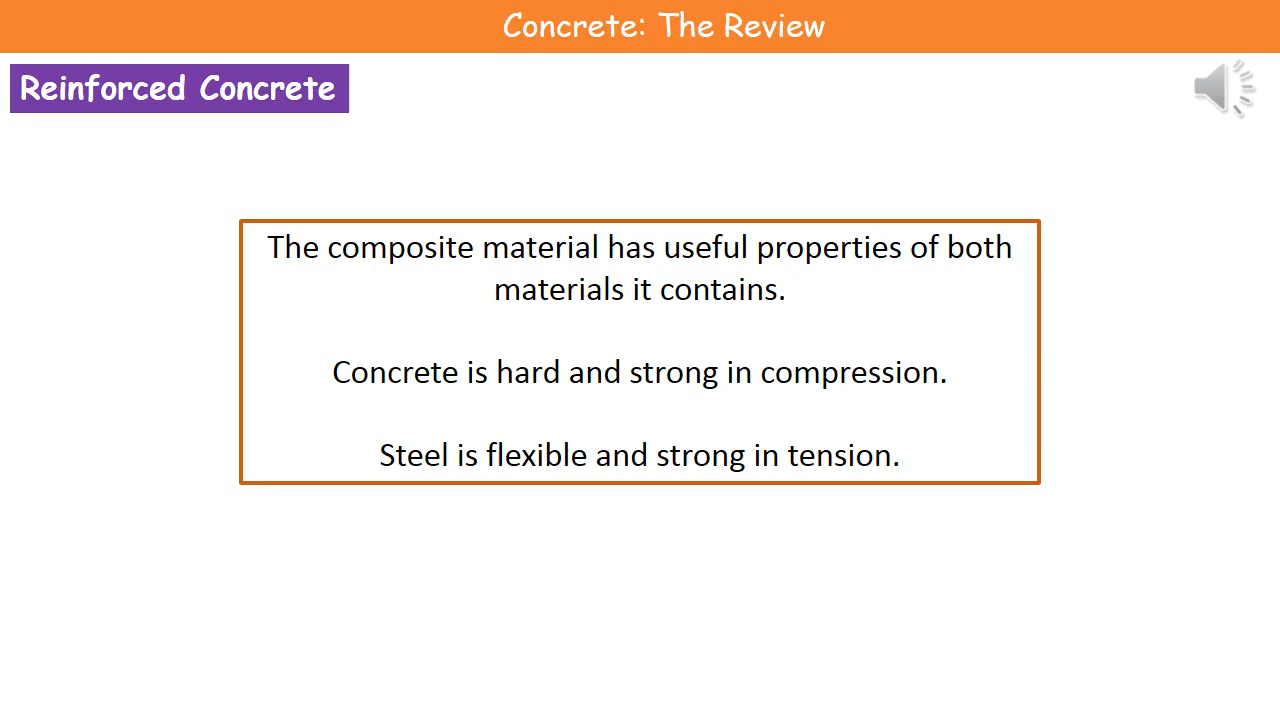 Concrete: The Review
Reinforced Concrete
The composite material has useful properties of both
materials it contains.
Concrete is hard and strong in compression.
Steel is flexible and strong in tension.